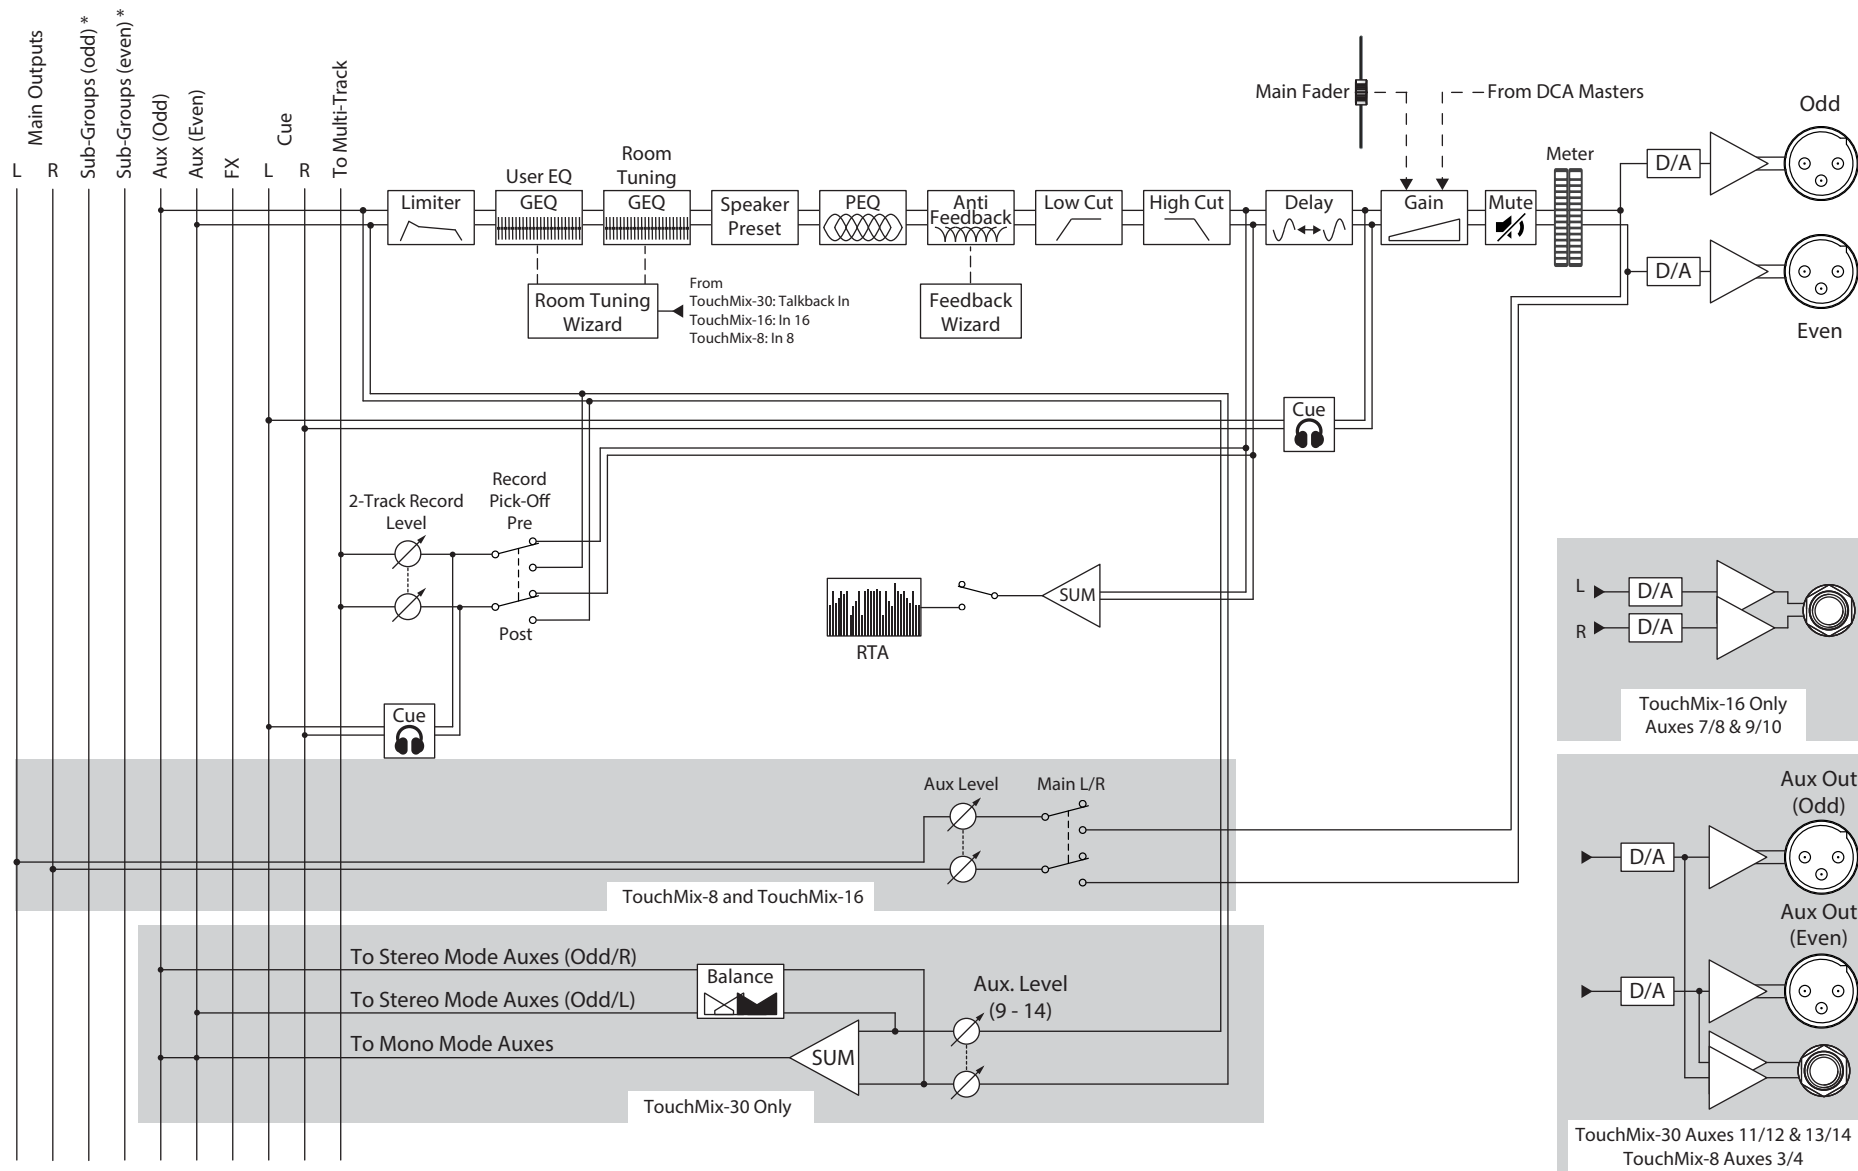 Main Outputs
L
R
Sub-Groups (odd) *
Sub-Groups (even) *
Aux (Odd)
Aux (Even)
FX
Cue
L
R
To Multi-Track
Main Fader
From DCA Masters
Odd
Even
Limiter
User EQ
GEQ
Room
Tuning
GEQ
Speaker
Preset
PEQ
Anti
Feedback
Low Cut
High Cut
Delay
Gain
Mute
Meter
D/A
D/A
Room Tuning
Wizard
From
TouchMix-30: Talkback In
TouchMix-16: In 16
TouchMix-8: In 8
Feedback
Wizard
Cue
2-Track Record
Level
Record
Pick-Off
Pre
Post
RTA
SUM
Cue
L
D/A
R
D/A
TouchMix-16 Only
Auxes 7/8 & 9/10
Aux Level
Main L/R
TouchMix-8 and TouchMix-16
Aux Out
(Odd)
D/A
Aux Out
(Even)
D/A
TouchMix-30 Auxes 11/12 & 13/14
TouchMix-8 Auxes 3/4
To Stereo Mode Auxes (Odd/R)
To Stereo Mode Auxes (Odd/L)
To Mono Mode Auxes
Balance
SUM
Aux. Level
(9 - 14)
TouchMix-30 Only